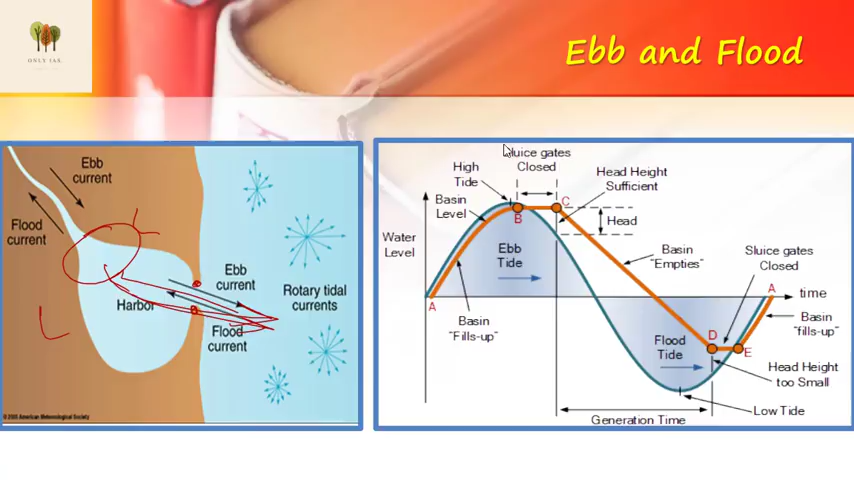 ONLY IAS
Ebb and Flood
Ebb
current
Flood
current
Harbor
Ebb
current
Flood
current
Rotary tidal
currents
© 2005 American Meteorological Society
Sluice gates
Closed
High
Tide
Head Height
Sufficient
Basin
Level
B
C
Head
Water
Level
Ebb
Tide
Basin
"Empties"
Sluice gates
Closed
A
time
A
Basin
"Fills-up"
Flood
Tide
D
E
Basin
"fills-up"
Head Height
too Small
Low Tide
Generation Time